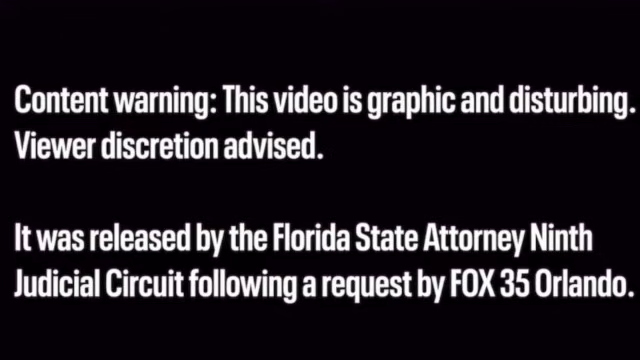 Content warning: This video is graphic and disturbing.
Viewer discretion advised.
It was released by the Florida State Attorney Ninth
Judicial Circuit following a request by FOX 35 Orlando.